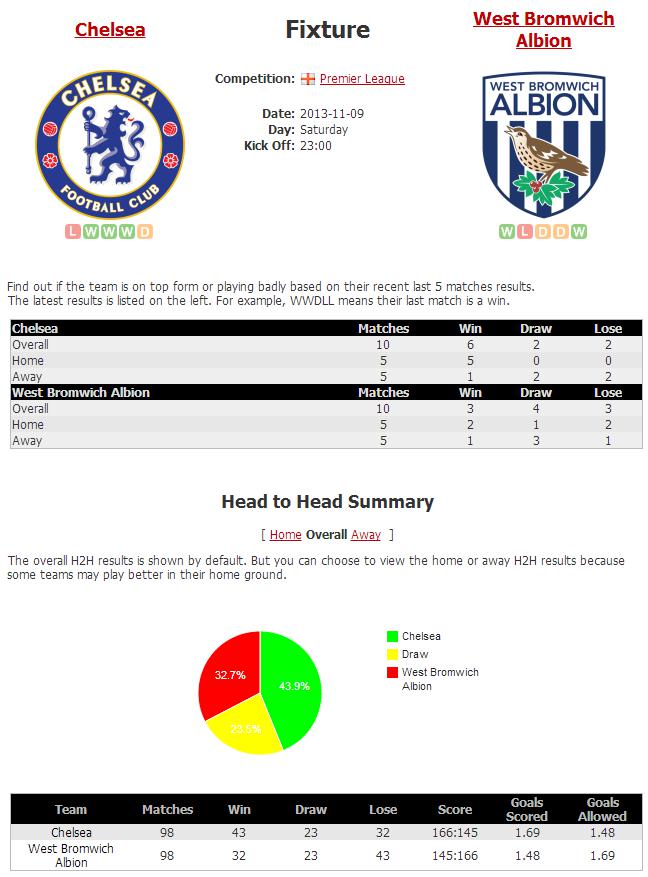 Chelsea
Fixture
West Bromwich
Albion
CHELSEA
FOOTBALL CLUB
Competition: Premier League
Date: 2013-11-09
Day: Saturday
Kick Off: 23:00
WEST BROMWICH
ALBION
L W W W D
W L D D W
Find out if the team is on top form or playing badly based on their recent last 5 matches results.
The latest results is listed on the left. For example, WWDLL means their last match is a win.
Chelsea Matches Win Draw Lose
Overall 10 6 2 2
Home 5 5 0 0
Away 5 1 2 2
West Bromwich Albion Matches Win Draw Lose
Overall 10 3 4 3
Home 5 2 1 2
Away 5 1 3 1
Head to Head Summary
[ Home Overall Away ]
The overall H2H results is shown by default. But you can choose to view the home or away H2H results because
some teams may play better in their home ground.
32.7%
43.9%
23.5%
Chelsea
Draw
West Bromwich
Albion
Team Matches Win Draw Lose Score Goals Scored Goals Allowed
Chelsea 98 43 23 32 166:145 1.69 1.48
West Bromwich Albion 98 32 23 43 145:166 1.48 1.69